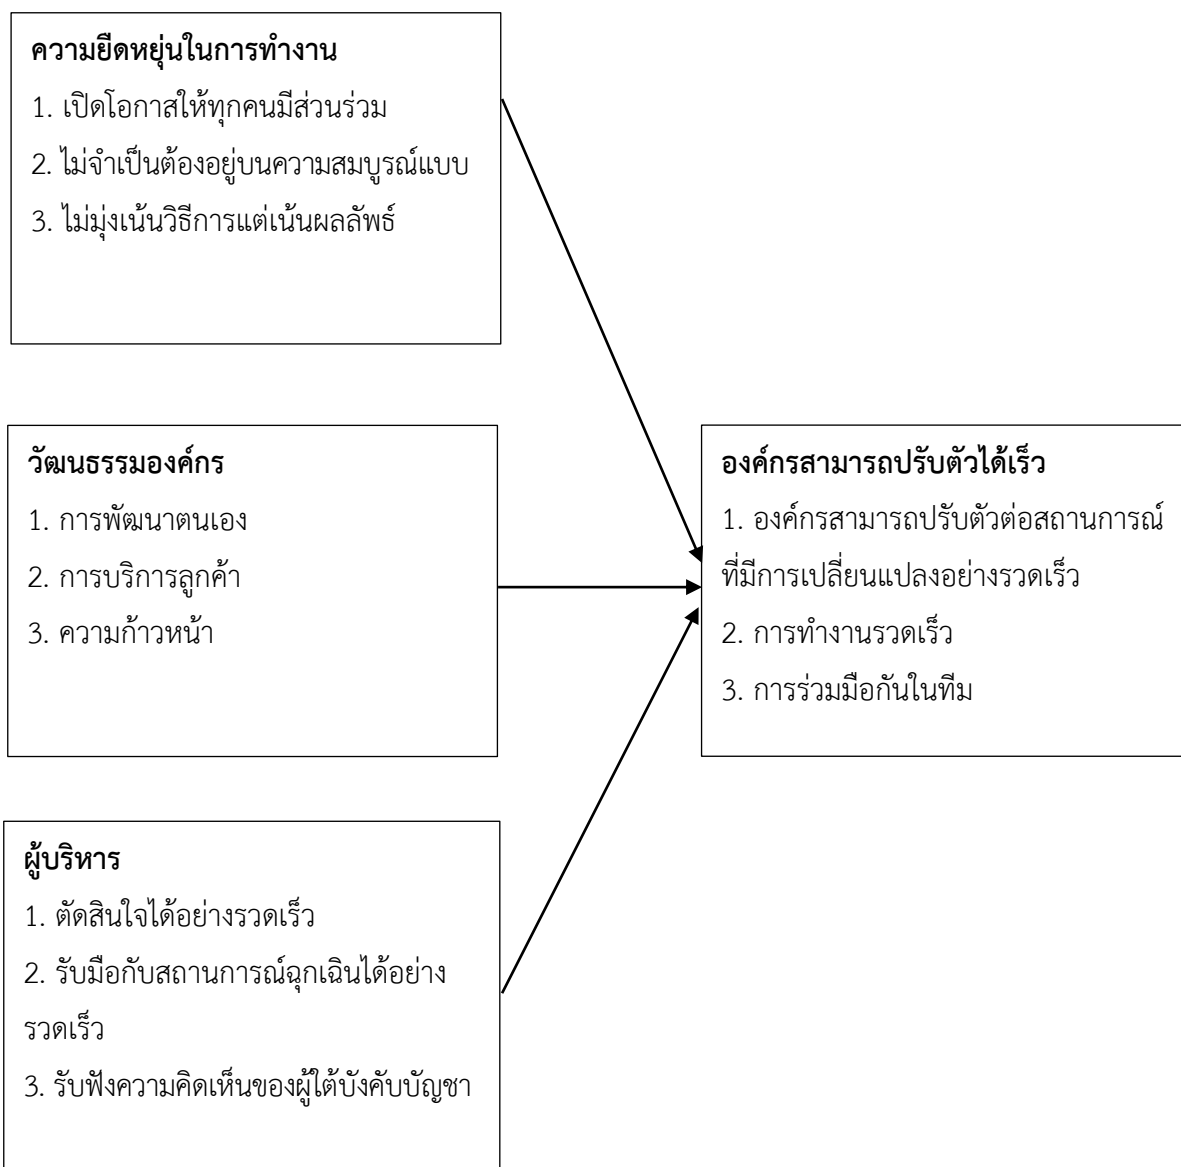 ความยืดหยุ่นในการทำงาน
1. เปิดโอกาสให้ทุกคนมีส่วนร่วม
2. ไม่จำเป็นต้องอยู่บนความสมบูรณ์แบบ
3. ไม่มุ่งเน้นวิธีการแต่เน้นผลลัพธ์
วัฒนธรรมองค์กร
1. การพัฒนาตนเอง
2. การบริการลูกค้า
3. ความก้าวหน้า
องค์กรสามารถปรับตัวได้เร็ว
1. องค์กรสามารถปรับตัวต่อสถานการณ์
ที่มีการเปลี่ยนแปลงอย่างรวดเร็ว
2. การทำงานรวดเร็ว
3. การร่วมมือกันในทีม
ผู้บริหาร
1. ตัดสินใจได้อย่างรวดเร็ว
2. รับมือกับสถานการณ์ฉุกเฉินได้อย่าง
รวดเร็ว
3. รับฟังความคิดเห็นของผู้ใต้บังคับบัญชา